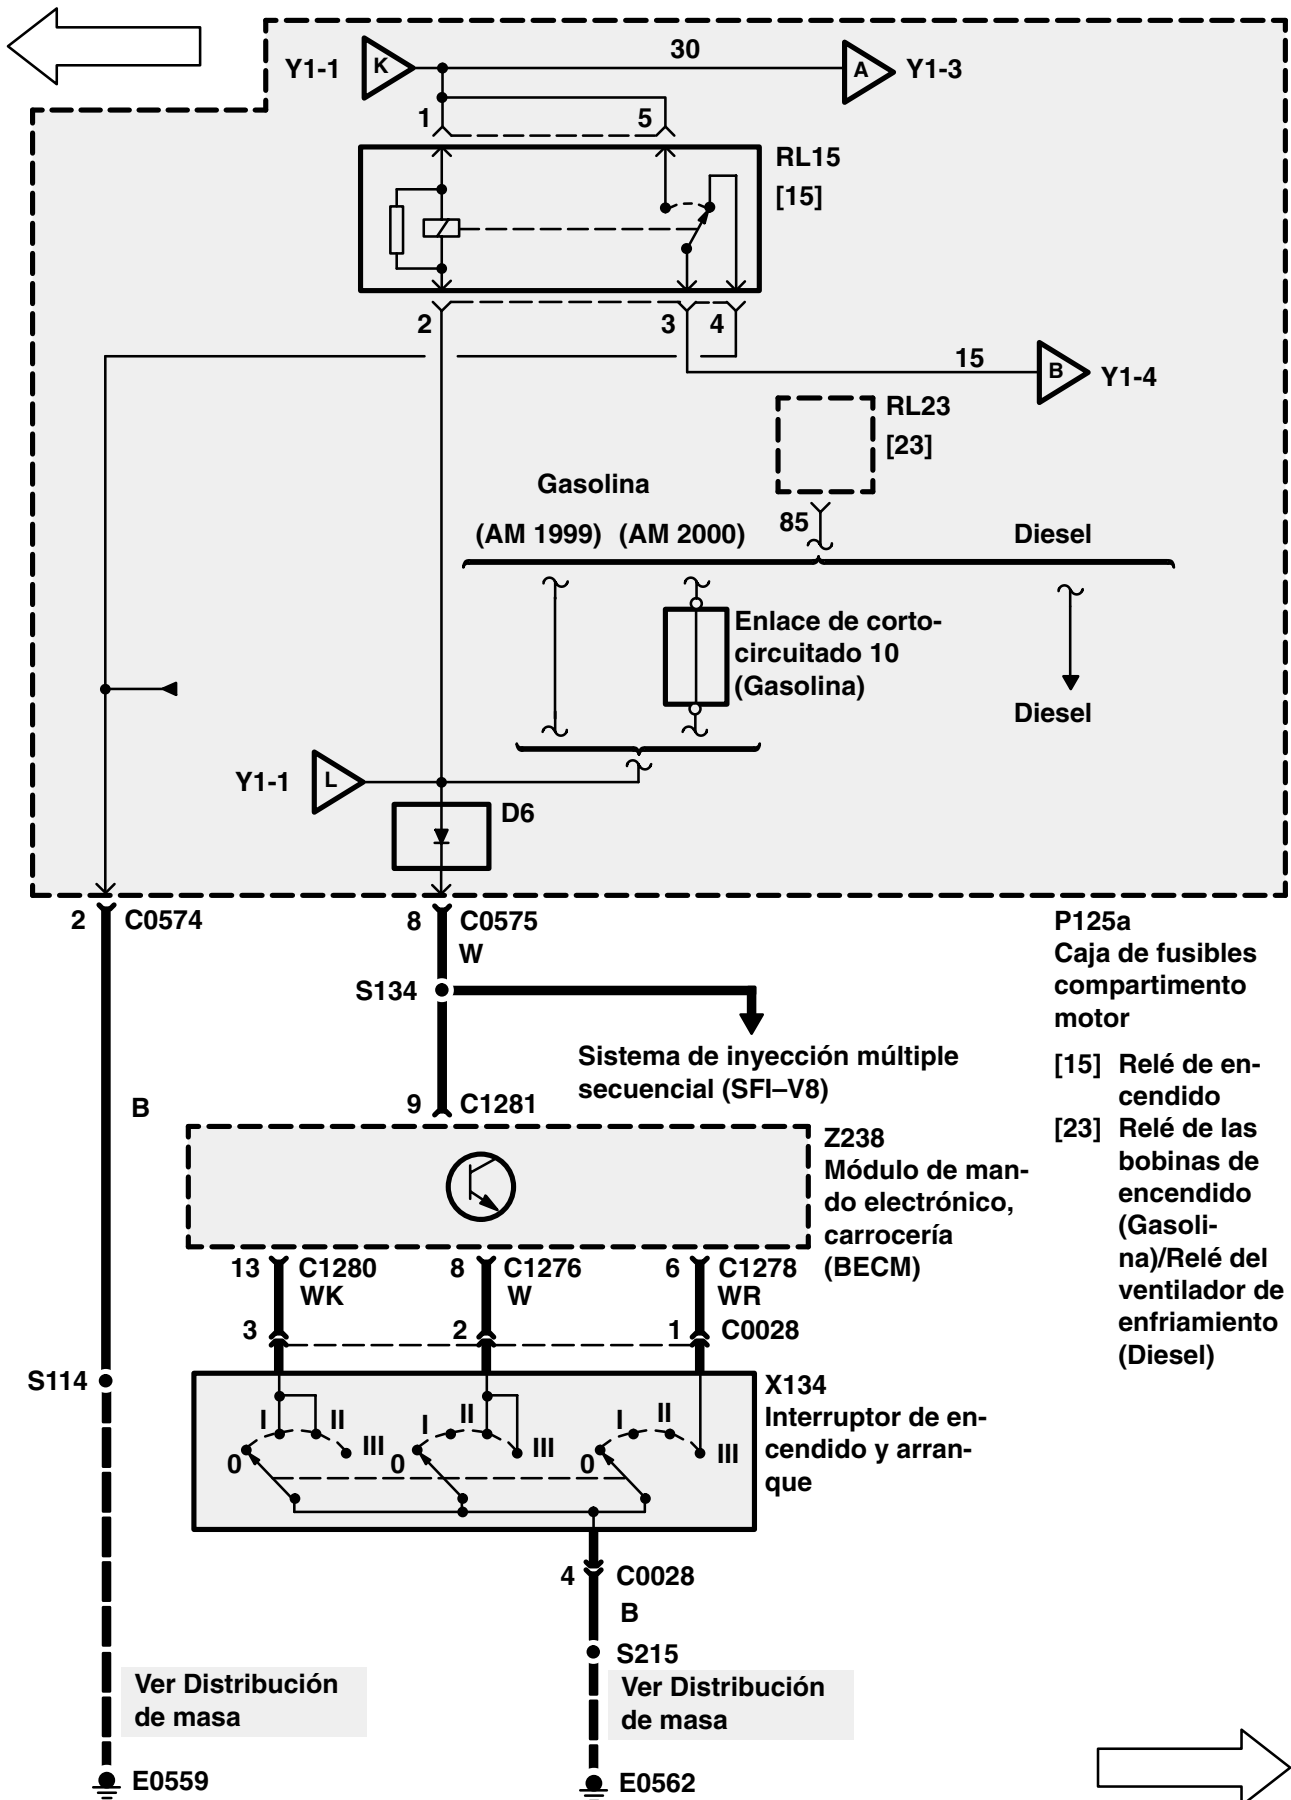 30
Y1-1
K
A
Y1-3
1
5
RL15
[15]
2
3
4
15
B
Y1-4
RL23
[23]
Gasolina
85
(AM 1999)
(AM 2000)
Diesel
Enlace de corto-
circuitado 10
(Gasolina)
Diesel
Y1-1
L
D6
2
C0574
8
C0575
W
P125a
Caja de fusibles
compartimento
motor
[15] Relé de en-
cendido
[23] Relé de las
bobinas de
encendido
(Gasoli-
na)/Relé del
ventilador de
enfriamiento
(Diesel)
S134
Sistema de inyección múltiple
secuencial (SFI–V8)
B
9
C1281
Z238
Módulo de man-
do electrónico,
carrocería
(BECM)
13
C1280
WK
8
C1276
W
6
C1278
WR
3
2
1
C0028
S114
X134
Interruptor de en-
cendido y arran-
que
0
I
II
III
0
I
II
III
0
I
II
III
4
C0028
B
S215
Ver Distribución
de masa
Ver Distribución
de masa
E0559
E0562